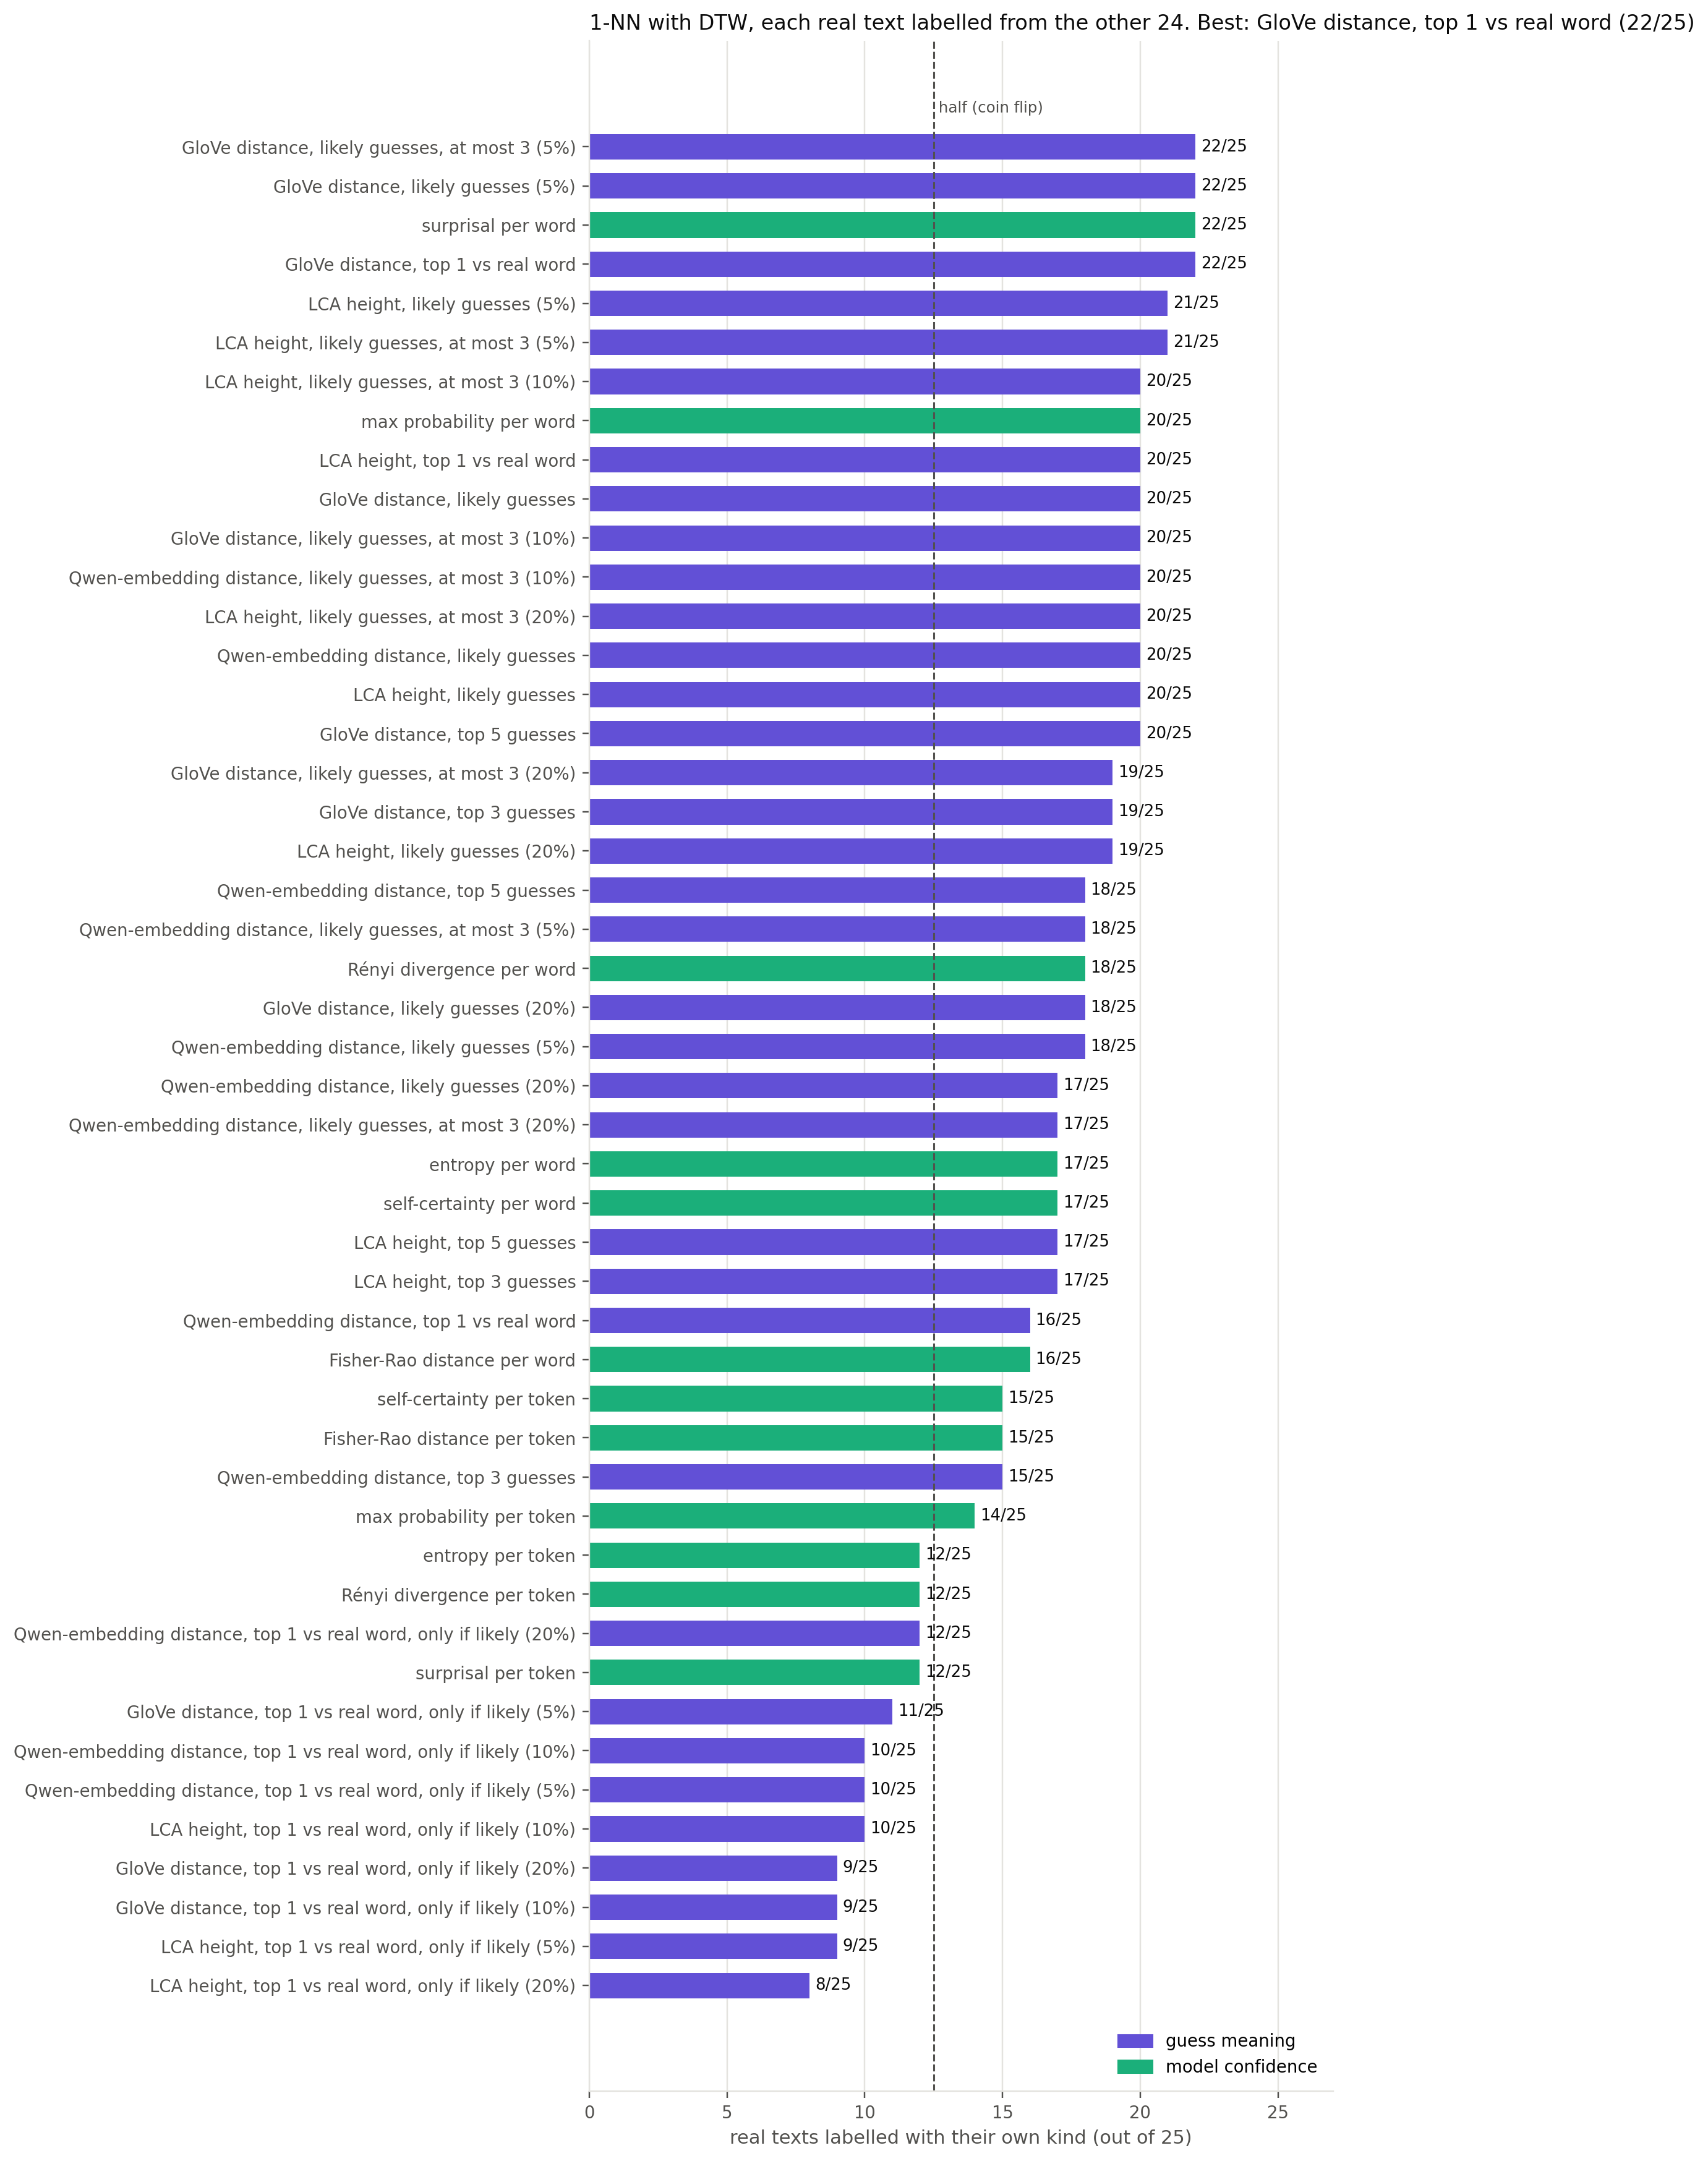 1-NN with DTW, each real text labelled from the other 24. Best: GloVe distance, top 1 vs real word (22/25)
half (coin flip)
GloVe distance, likely guesses, at most 3 (5%) 22/25
GloVe distance, likely guesses (5%) 22/25
surprisal per word 22/25
GloVe distance, top 1 vs real word 22/25
LCA height, likely guesses (5%) 21/25
LCA height, likely guesses, at most 3 (5%) 21/25
LCA height, likely guesses, at most 3 (10%) 20/25
max probability per word 20/25
LCA height, top 1 vs real word 20/25
GloVe distance, likely guesses 20/25
GloVe distance, likely guesses, at most 3 (10%) 20/25
Qwen-embedding distance, likely guesses, at most 3 (10%) 20/25
LCA height, likely guesses, at most 3 (20%) 20/25
Qwen-embedding distance, likely guesses 20/25
LCA height, likely guesses 20/25
GloVe distance, top 5 guesses 20/25
GloVe distance, likely guesses, at most 3 (20%) 19/25
GloVe distance, top 3 guesses 19/25
LCA height, likely guesses (20%) 19/25
Qwen-embedding distance, top 5 guesses 18/25
Qwen-embedding distance, likely guesses, at most 3 (5%) 18/25
Rényi divergence per word 18/25
GloVe distance, likely guesses (20%) 18/25
Qwen-embedding distance, likely guesses (5%) 18/25
Qwen-embedding distance, likely guesses (20%) 17/25
Qwen-embedding distance, likely guesses, at most 3 (20%) 17/25
entropy per word 17/25
self-certainty per word 17/25
LCA height, top 5 guesses 17/25
LCA height, top 3 guesses 17/25
Qwen-embedding distance, top 1 vs real word 16/25
Fisher-Rao distance per word 16/25
self-certainty per token 15/25
Fisher-Rao distance per token 15/25
Qwen-embedding distance, top 3 guesses 15/25
max probability per token 14/25
entropy per token 12/25
Rényi divergence per token 12/25
Qwen-embedding distance, top 1 vs real word, only if likely (20%) 12/25
surprisal per token 12/25
GloVe distance, top 1 vs real word, only if likely (5%) 11/25
Qwen-embedding distance, top 1 vs real word, only if likely (10%) 10/25
Qwen-embedding distance, top 1 vs real word, only if likely (5%) 10/25
LCA height, top 1 vs real word, only if likely (10%) 10/25
GloVe distance, top 1 vs real word, only if likely (20%) 9/25
GloVe distance, top 1 vs real word, only if likely (10%) 9/25
LCA height, top 1 vs real word, only if likely (5%) 9/25
LCA height, top 1 vs real word, only if likely (20%) 8/25
guess meaning
model confidence
0 5 10 15 20 25
real texts labelled with their own kind (out of 25)